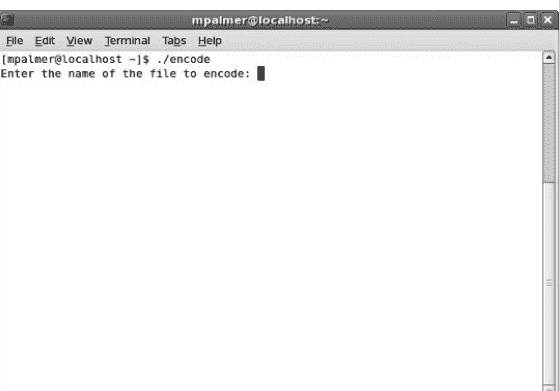 mpalmer@localhost:~
File Edit View Terminal Tabs Help
[mpalmer@localhost ~]$ ./encode
Enter the name of the file to encode: